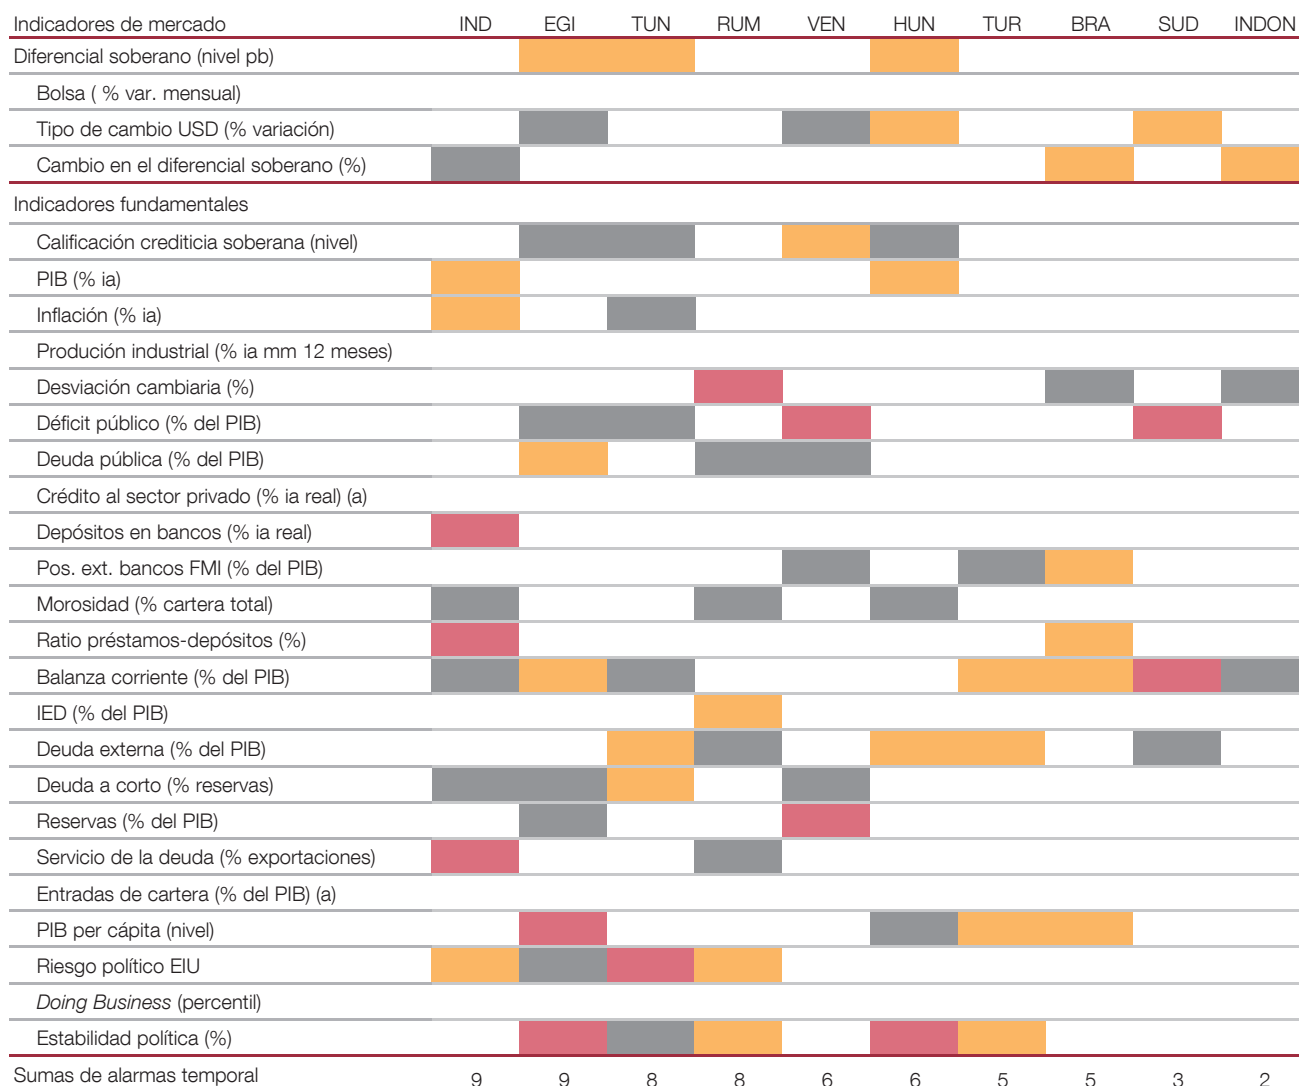 Indicadores de mercado IND EGI TUN RUM VEN HUN TUR BRA SUD INDON
Diferencial soberano (nivel pb)
Bolsa ( % var. mensual)
Tipo de cambio USD (% variación)
Cambio en el diferencial soberano (%)
Indicadores fundamentales
Calificación crediticia soberana (nivel)
PIB (% ia)
Inflación (% ia)
Produción industrial (% ia mm 12 meses)
Desviación cambiaria (%)
Déficit público (% del PIB)
Deuda pública (% del PIB)
Crédito al sector privado (% ia real) (a)
Depósitos en bancos (% ia real)
Pos. ext. bancos FMI (% del PIB)
Morosidad (% cartera total)
Ratio préstamos-depósitos (%)
Balanza corriente (% del PIB)
IED (% del PIB)
Deuda externa (% del PIB)
Deuda a corto (% reservas)
Reservas (% del PIB)
Servicio de la deuda (% exportaciones)
Entradas de cartera (% del PIB) (a)
PIB per cápita (nivel)
Riesgo político EIU
Doing Business (percentil)
Estabilidad política (%)
Sumas de alarmas temporal 9 9 8 8 6 6 5 5 3 2